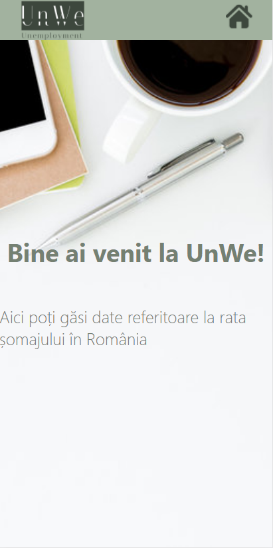 UnWe
Unemployment
Bine ai venit la UnWe!
Aici poți găsi date referitoare la rata
șomajului în România